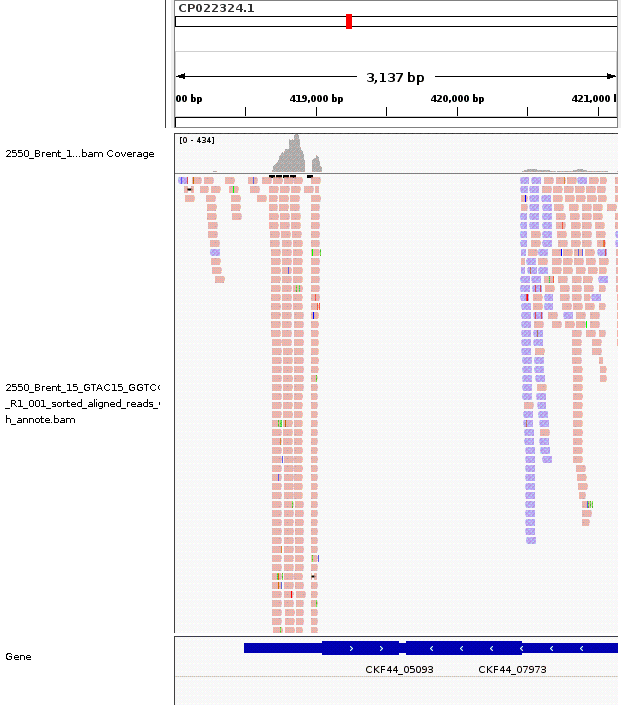 CP022324.1
3,137 bp
00 bp
419,000 bp
420,000 bp
421,000 l
[0 - 434]
2550_Brent_1...bam Coverage
2550_Brent_15_GTAC15_GGTC
_R1_001_sorted_aligned_reads_
h_annote.bam
Gene
CKF44_05093
CKF44_07973